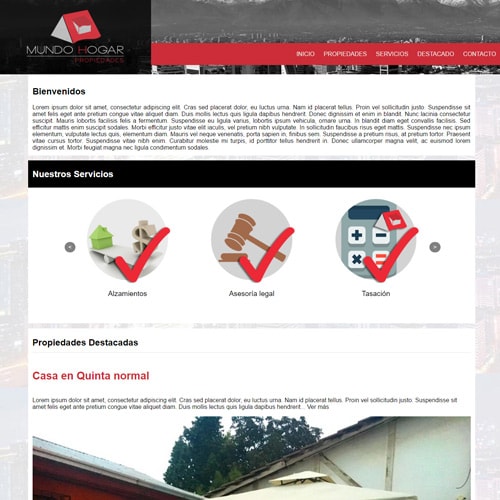 MUNDO HOGAR
PROPIEDADES
INICIO PROPIEDADES SERVICIOS DESTACADO CONTACTO
Bienvenidos
Lorem ipsum dolor sit amet, consectetur adipiscing elit. Cras sed placerat dolor, eu luctus urna. Nam id placerat tellus. Proin vel sollicitudin justo. Suspendisse sit
amet felis eget ante pretium congue vitae aliquet diam. Duis mollis lectus quis ligula dapibus hendrerit. Donec dignissim et enim in blandit. Nunc lacinia consectetur
suscipit. Mauris lobortis facilisis felis a fermentum. Suspendisse eu ligula varius, lobortis ipsum vehicula, ornare urna. In blandit diam eget convallis facilisis. Sed
efficitur mattis enim suscipit sodales. Morbi efficitur justo vitae elit iaculis, vel pretium nibh vulputate. In sollicitudin faucibus risus eget mattis. Suspendisse nec ipsum
elementum, vulputate lectus quis, elementum diam. Mauris vel neque venenatis, porta sapien in, finibus sem. Suspendisse a pretium risus, at pretium tortor. Praesent
vitae cursus tortor. Suspendisse vitae nibh enim. Curabitur molestie mi turpis, id porttitor tellus hendrerit in. Donec ullamcorper magna velit, ac euismod lorem
dignissim et. Morbi feugiat magna nec ligula condimentum sodales.
Nuestros Servicios
Alzamientos Asesoría legal Tasación
Propiedades Destacadas
Casa en Quinta normal
Lorem ipsum dolor sit amet, consectetur adipiscing elit. Cras sed placerat dolor, eu luctus urna. Nam id placerat tellus. Proin vel sollicitudin justo. Suspendisse sit
amet felis eget ante pretium congue vitae aliquet diam. Duis mollis lectus quis ligula dapibus hendrerit... Ver más